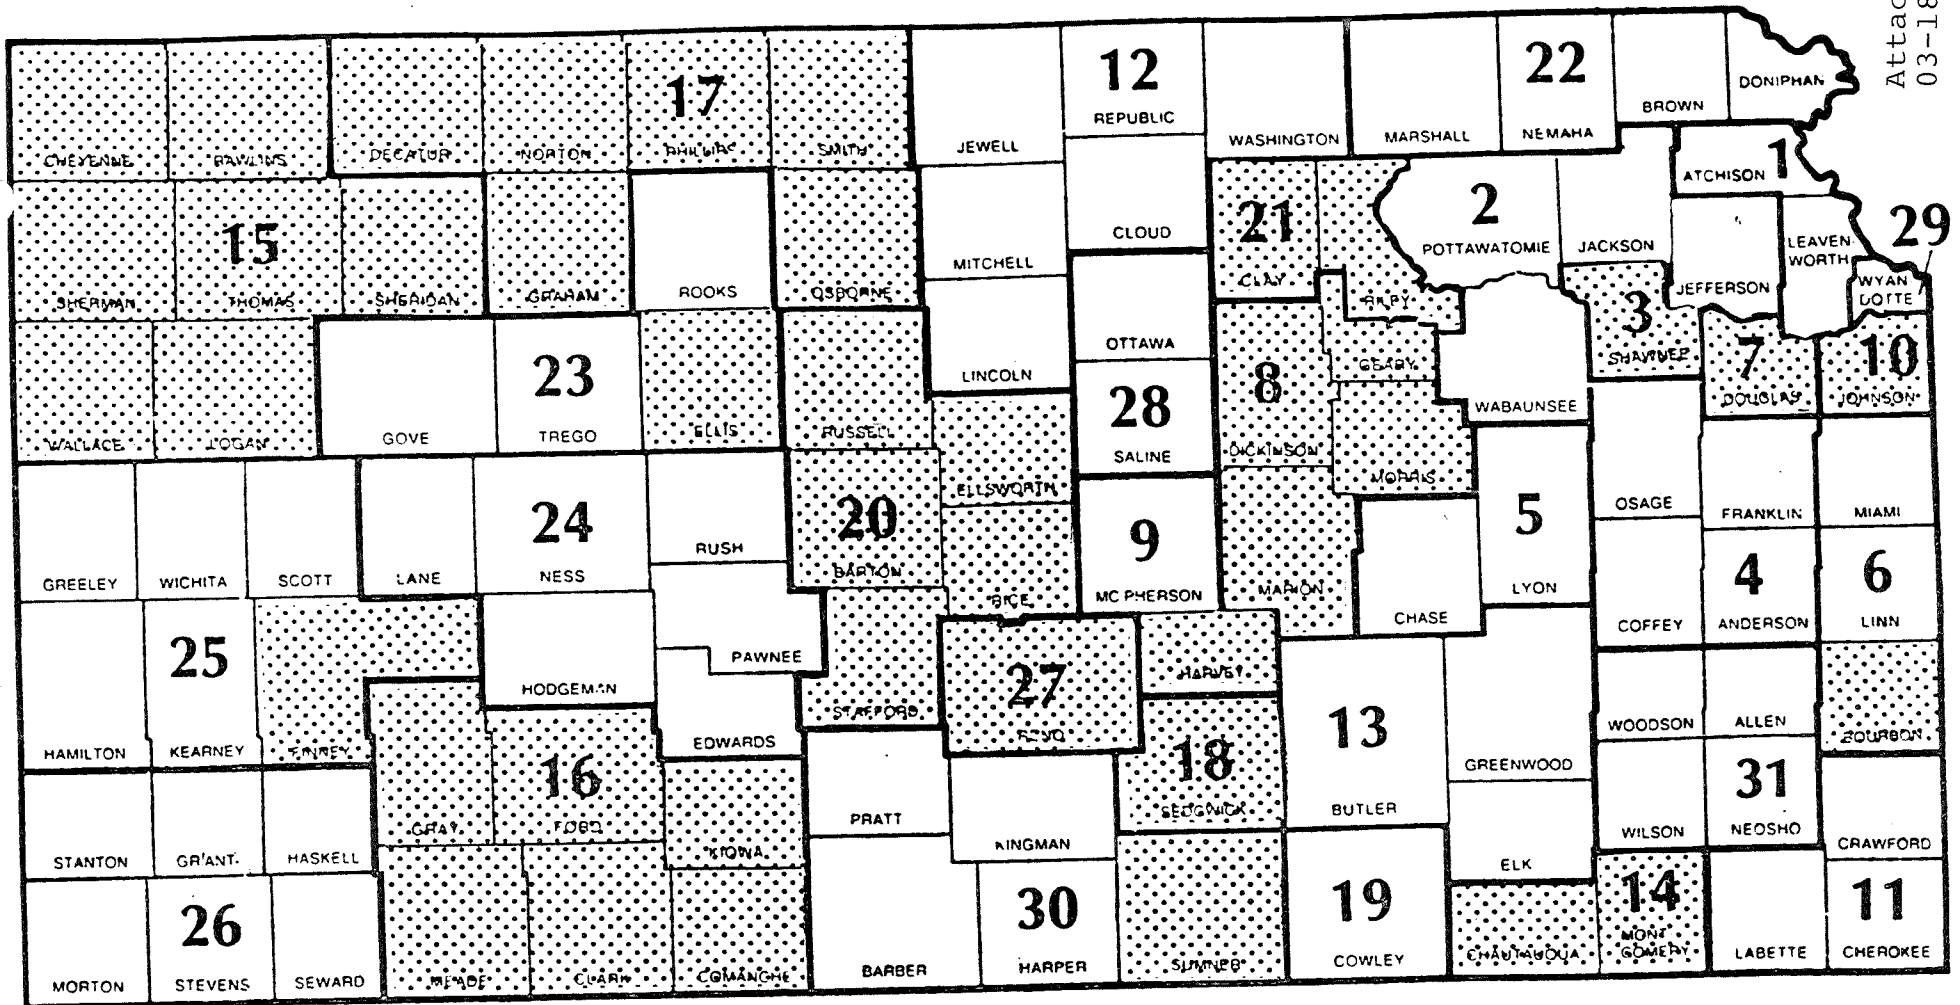 Attac
03-18
17
12
22
CHEYENNE
RAWLINS
DECATUR
NORTON
PHILLIPS
SMITH
JEWELL
REPUBLIC
WASHINGTON
MARSHALL
NEMAHA
BROWN
DONIPHAN
15
21
2
1
29
SHERMAN
THOMAS
SHERIDAN
GRAHAM
ROOKS
OSBORNE
MITCHELL
CLOUD
CLAY
RILEY
POTTAWATOMIE
JACKSON
ATCHISON
JEFFERSON
LEAVEN-
WORTH
WYAN
DOTTE
23
28
8
3
7
10
WALLACE
LOGAN
GOVE
TREGO
ELLIS
RUSSELL
LINCOLN
OTTAWA
SALINE
DICKINSON
GEARY
MORRIS
WABAUNSEE
SHAWNEE
DOUGLAS
JOHNSON
24
20
9
5
4
6
GREELEY
WICHITA
SCOTT
LANE
NESS
RUSH
BARTON
ELLSWORTH
RICE
MC PHERSON
MARION
CHASE
LYON
OSAGE
COFFEY
FRANKLIN
ANDERSON
MIAMI
LINN
25
27
13
HAMILTON
KEARNEY
FINNEY
HODGEMAN
PAWNEE
EDWARDS
STAFFORD
RENO
HARVEY
BUTLER
GREENWOOD
WOODSON
ALLEN
BOURBON
16
18
31
STANTON
GRANT
HASKELL
GRAY
FORD
KIOWA
PRATT
KINGMAN
SEDGWICK
ELK
WILSON
NEOSHO
CRAWFORD
26
30
19
14
11
MORTON
STEVENS
SEWARD
MEADE
CLARK
COMANCHE
BARBER
HARPER
SUMNER
COWLEY
CHAUTAUQUA
MONT
GOMERY
LABETTE
CHEROKEE